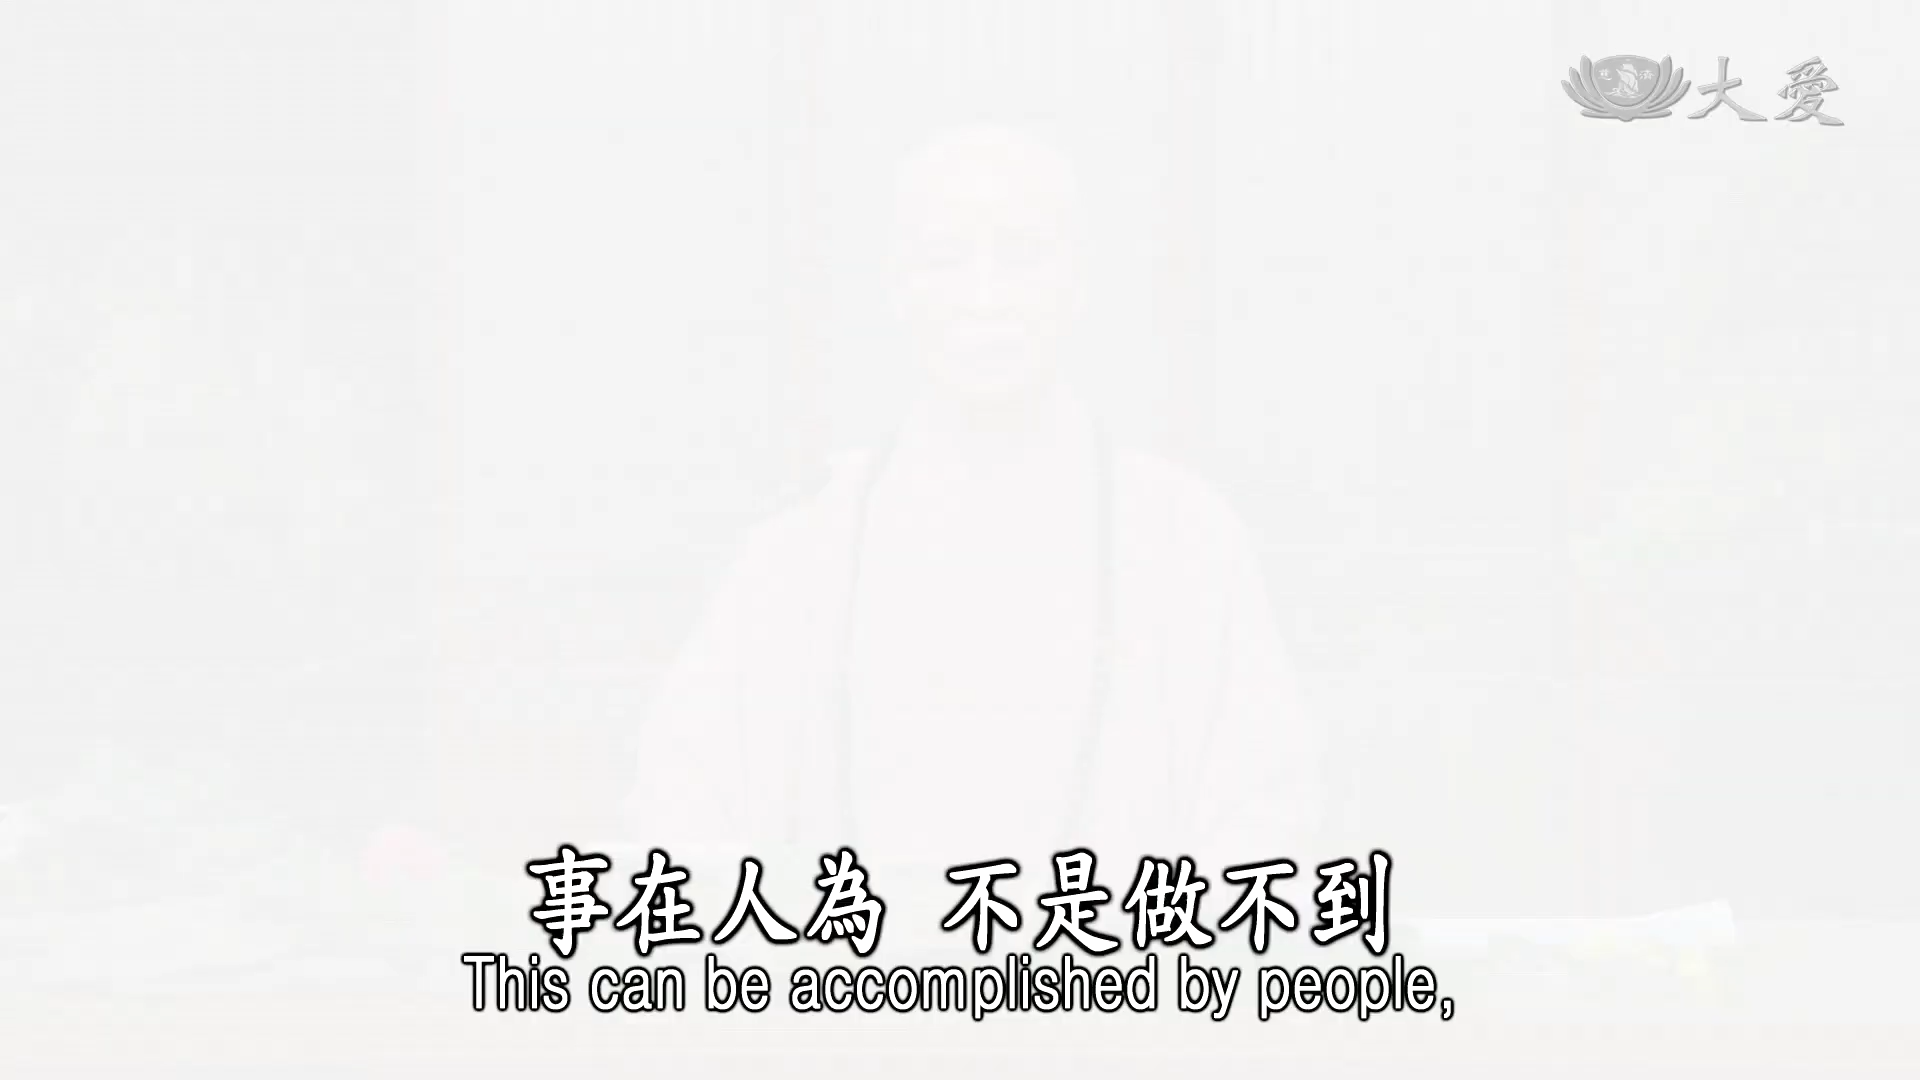 大愛
事在人為 不是做不到
This can be accomplished by people,